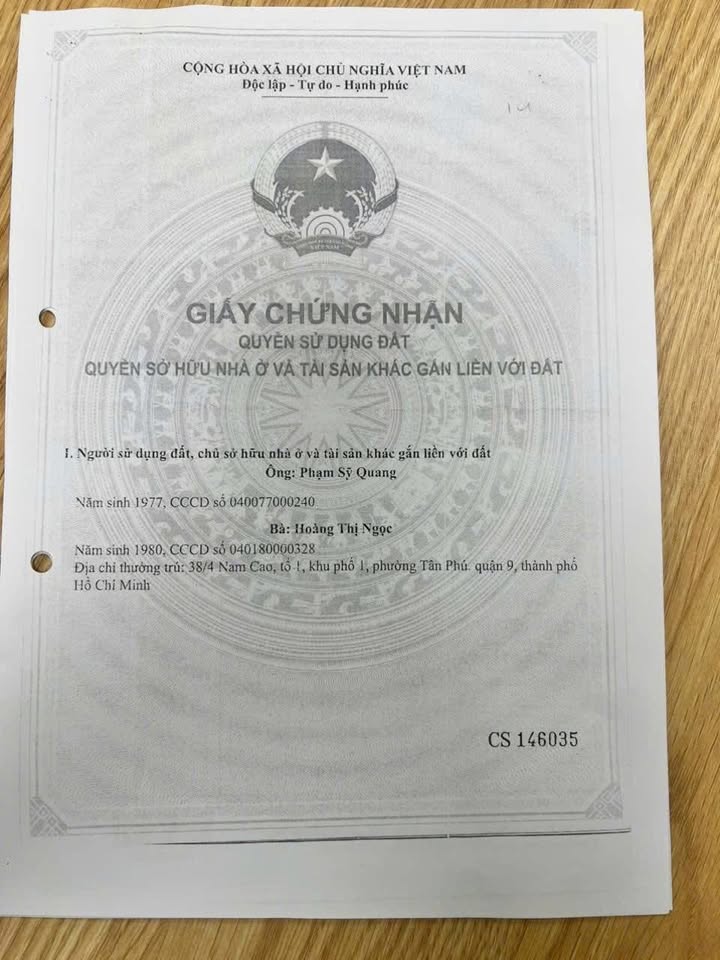 CỘNG HÒA XÃ HỘI CHỦ NGHĨA VIỆT NAM
Độc lập - Tự do - Hạnh phúc
VIỆT NAM
GIẤY CHỨNG NHẬN
QUYỀN SỬ DỤNG ĐẤT
QUYỀN SỞ HỮU NHÀ Ở VÀ TÀI SẢN KHÁC GẮN LIỀN VỚI ĐẤT
I. Người sử dụng đất, chủ sở hữu nhà ở và tài sản khác gắn liền với đất
Ông: Phạm Sỹ Quang
Năm sinh 1977, CCCD số 040077000240
Bà: Hoàng Thị Ngọc
Năm sinh 1980, CCCD số 040180000328
Địa chỉ thường trú: 38/4 Nam Cao, tổ 1, khu phố 1, phường Tân Phú. quận 9, thành phố
Hồ Chí Minh
CS 146035